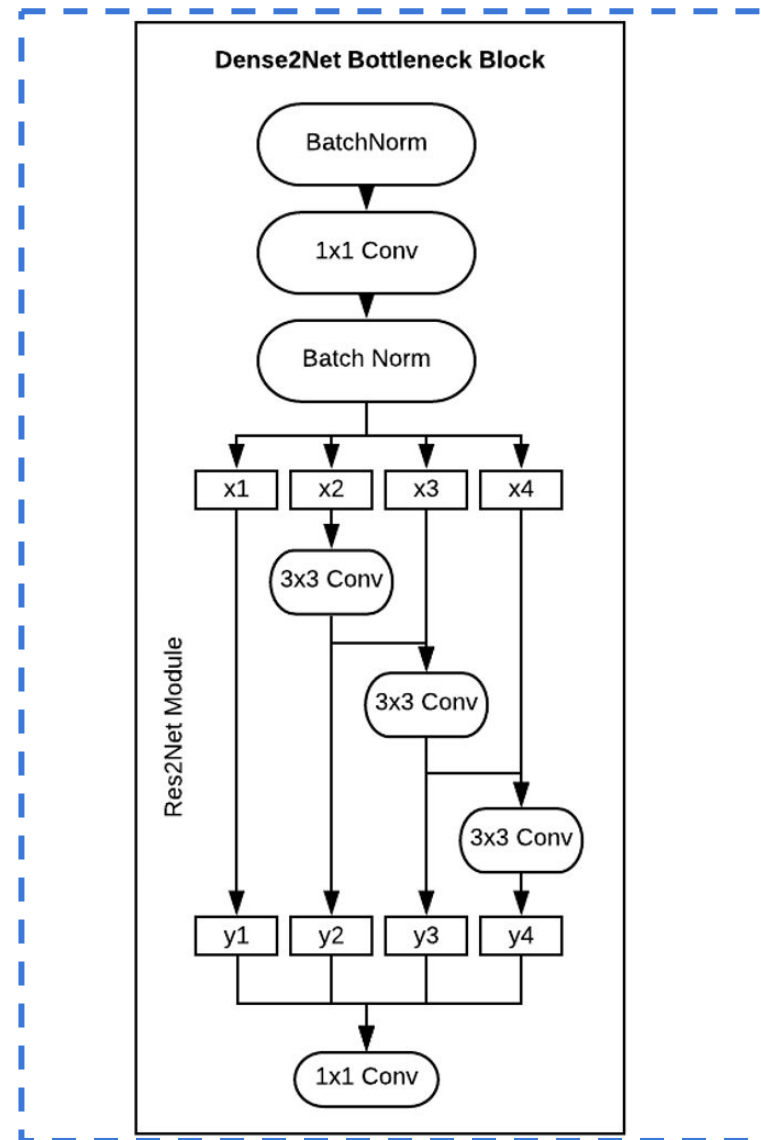 Dense2Net Bottleneck Block
BatchNorm
1x1 Conv
Batch Norm
x1 x2 x3 x4
3x3 Conv
Res2Net Module
3x3 Conv
3x3 Conv
y1 y2 y3 y4
1x1 Conv